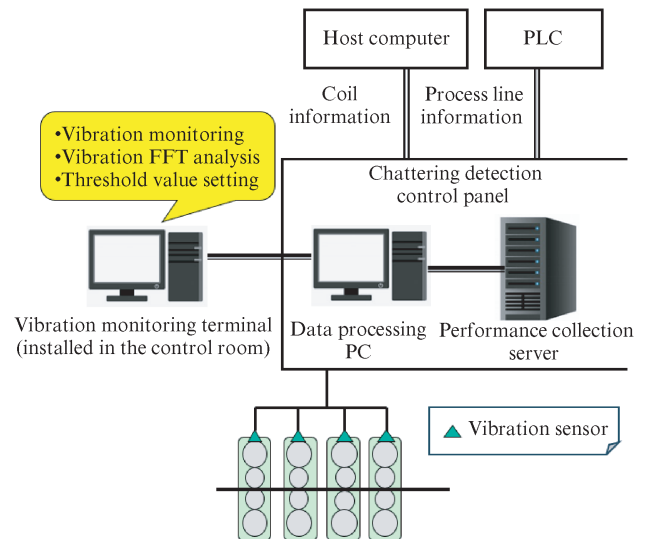 Host computer
PLC
Coil
information
Process line
information
•Vibration monitoring
•Vibration FFT analysis
•Threshold value setting
Chattering detection
control panel
Vibration monitoring terminal
(installed in the control room)
Data processing
PC
Performance collection
server
Vibration sensor